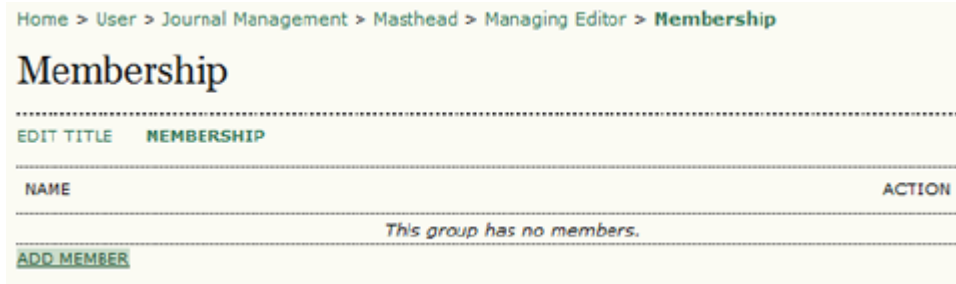 Home > User > Journal Management > Masthead > Managing Editor > Membership
Membership
EDIT TITLE MEMBERSHIP
NAME ACTION
This group has no members.
ADD MEMBER